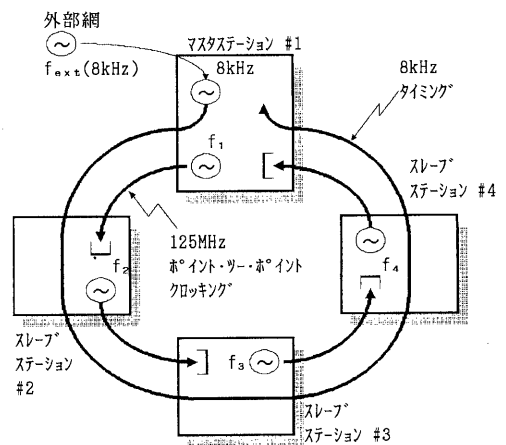 外部網
fext(8kHz)
マスタステーション #1
8kHz
8kHz
タイミング
f1
スレーブ
ステーション #4
125MHz
ポイント・ツー・ポイント
クロッキング
f2
f4
スレーブ
ステーション
#2
f3
スレーブ
ステーション #3